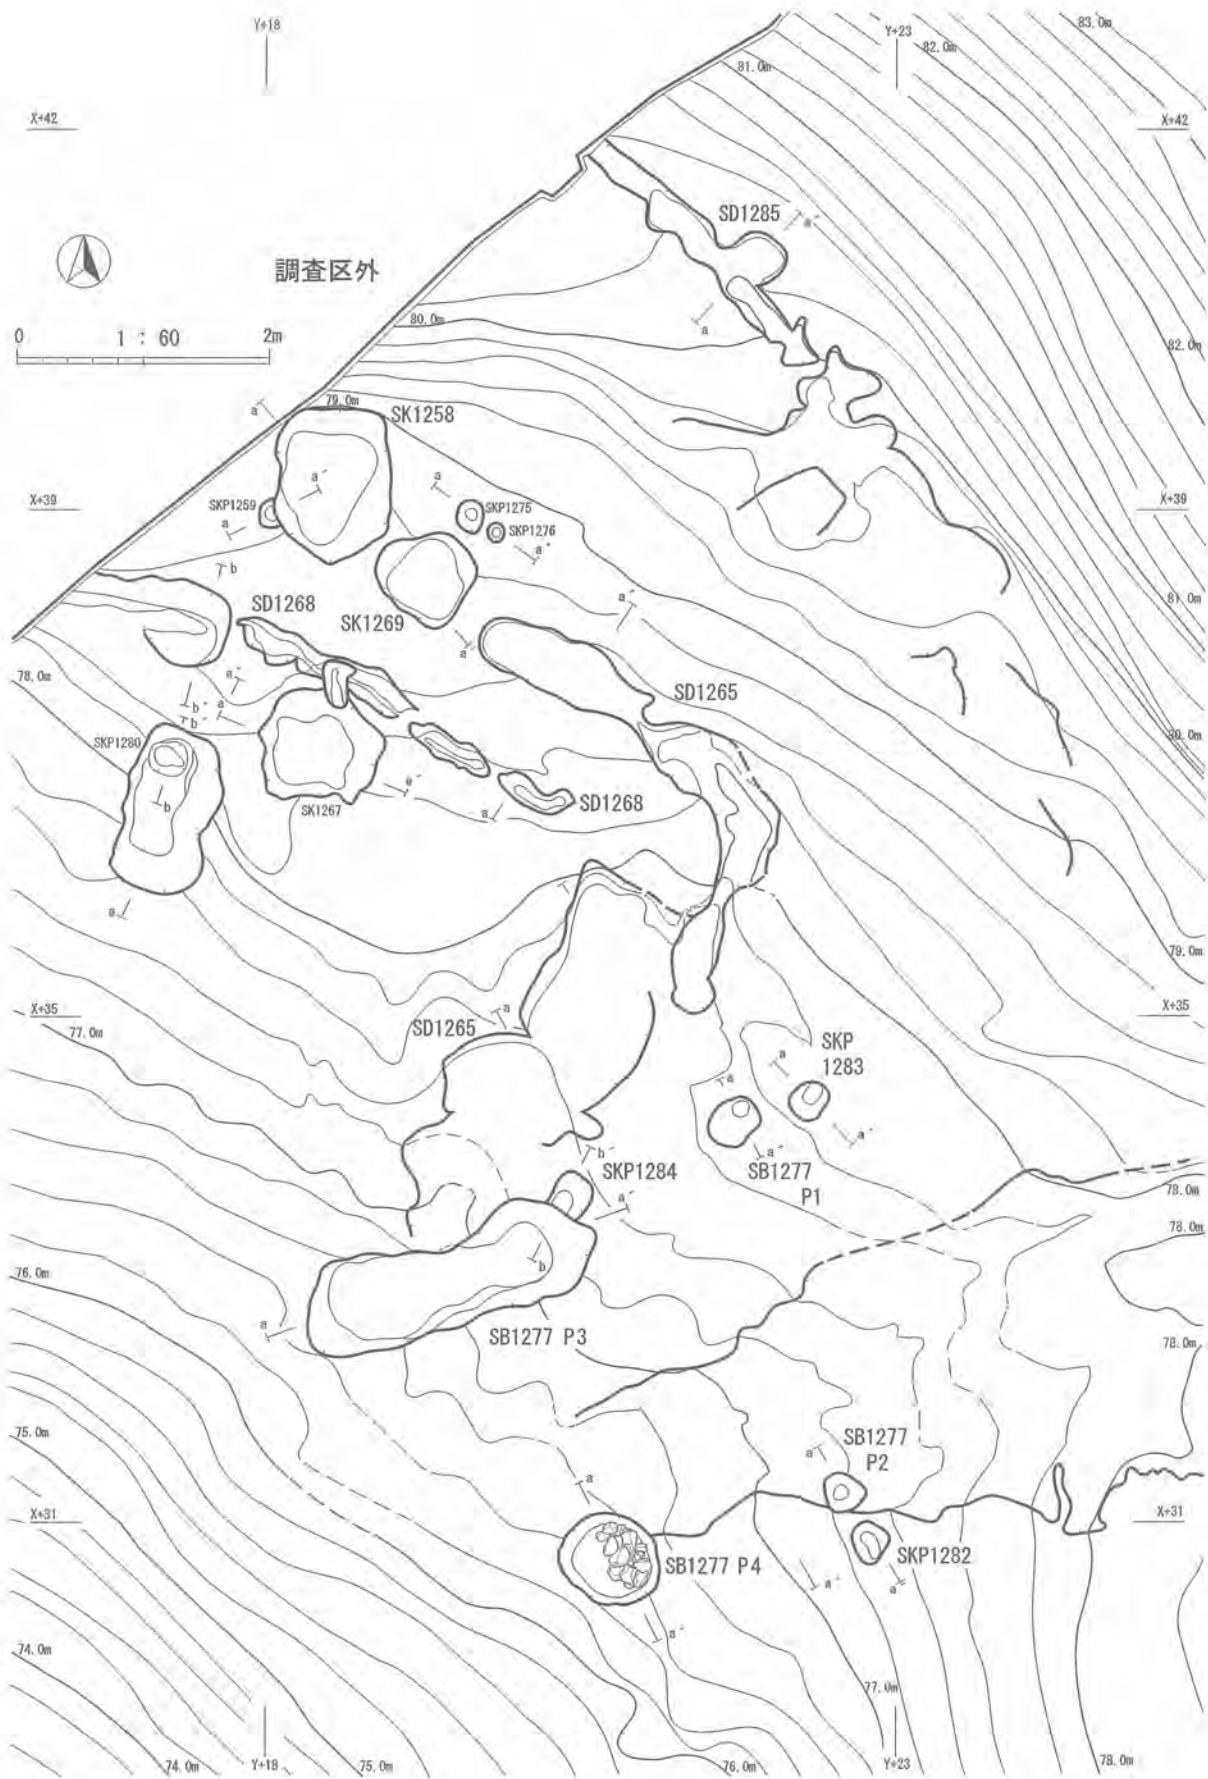 Y+18
Y+23
83.0m
82.0m
81.0m
X+42
X+42
SD1285
a´
調査区外
a
80.0m
0 1 : 60 2m
82.0m
79.0m
a
SK1258
a´
a
X+39
SKP1259
SKP1275
X+39
a
SKP1276
a´
b
SD1268
81.0m
SK1269
a´
a´
78.0m
a´
SD1265
b´
a
b´
80.0m
SKP1280
b
SK1267
a´
a
SD1268
a
79.0m
X+35
X+35
77.0m
a
SD1265
SKP
1283
a
a
a´
a´
b´
SKP1284
SB1277
P1
a´
78.0m
78.0m
76.0m
b
a
SB1277 P3
78.0m
75.0m
SB1277
P2
a
a
X+31
X+31
SKP1282
SB1277 P4
a´
a´
a´
74.0m
77.0m
74.0m
Y+18
75.0m
76.0m
Y+23
78.0m